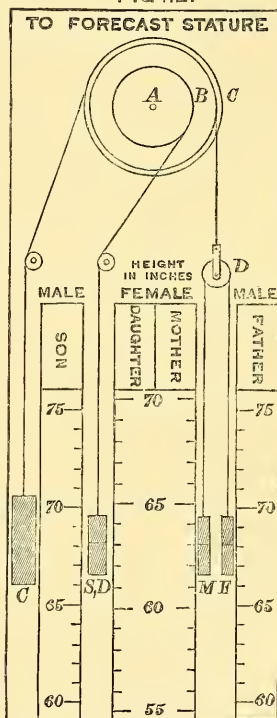 TO FORECAST STATURE
A B C
D
HEIGHT
IN INCHES
MALE FEMALE MALE
SON DAUGHTER MOTHER FATHER
75 70 75
70 65 70
C S,D M F
65 60 65
60 55 60